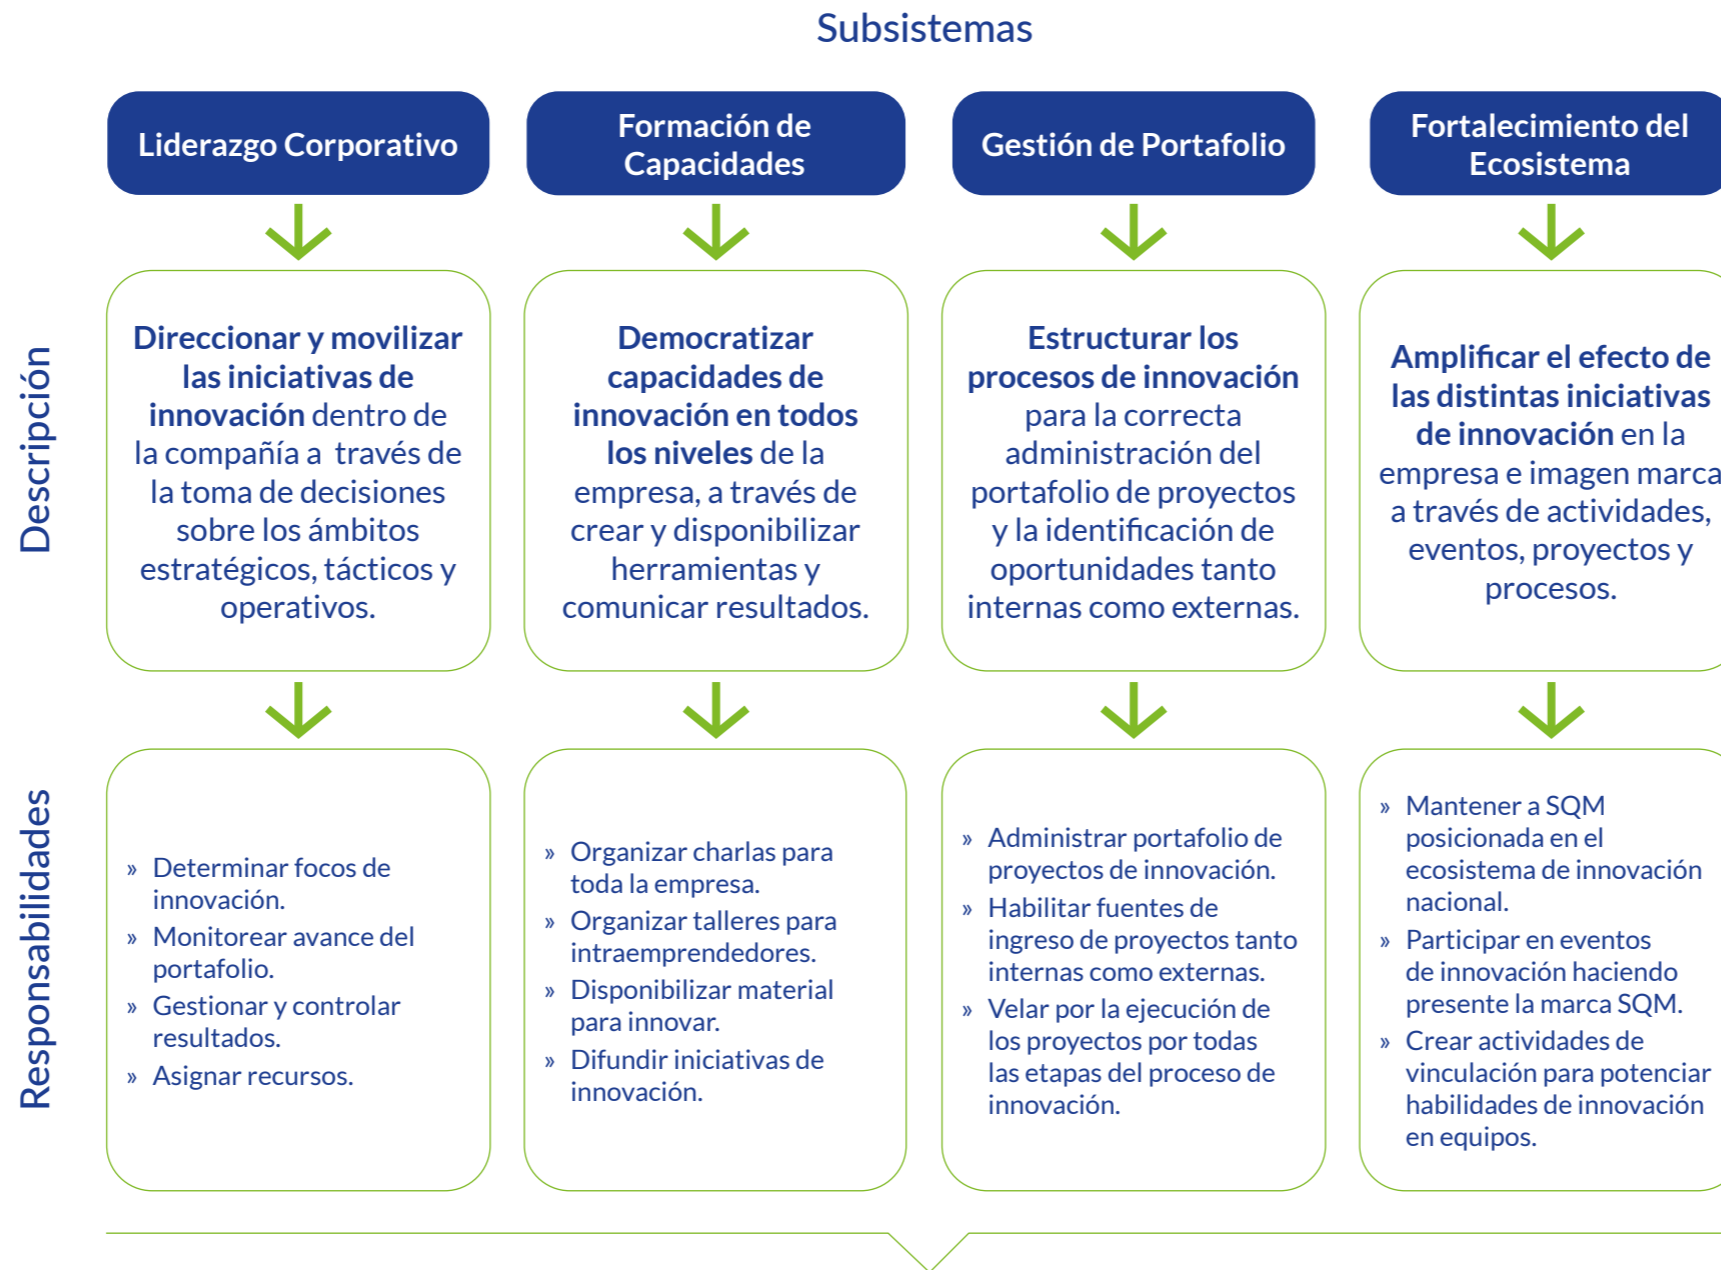 Subsistemas
Liderazgo Corporativo
Formación de
Capacidades
Gestión de Portafolio
Fortalecimiento del
Ecosistema
Descripción
Direccionar y movilizar
las iniciativas de
innovación dentro de
la compañía a través de
la toma de decisiones
sobre los ámbitos
estratégicos, tácticos y
operativos.
Democratizar
capacidades de
innovación en todos
los niveles de la
empresa, a través de
crear y disponibilizar
herramientas y
comunicar resultados.
Estructurar los
procesos de innovación
para la correcta
administración del
portafolio de proyectos
y la identificación de
oportunidades tanto
internas como externas.
Amplificar el efecto de
las distintas iniciativas
de innovación en la
empresa e imagen marca
a través de actividades,
eventos, proyectos y
procesos.
Responsabilidades
» Determinar focos de
innovación.
» Monitorear avance del
portafolio.
» Gestionar y controlar
resultados.
» Asignar recursos.
» Organizar charlas para
toda la empresa.
» Organizar talleres para
intraemprendedores.
» Disponibilizar material
para innovar.
» Difundir iniciativas de
innovación.
» Administrar portafolio de
proyectos de innovación.
» Habilitar fuentes de
ingreso de proyectos tanto
internas como externas.
» Velar por la ejecución de
los proyectos por todas
las etapas del proceso de
innovación.
» Mantener a SQM
posicionada en el
ecosistema de innovación
nacional.
» Participar en eventos
de innovación haciendo
presente la marca SQM.
» Crear actividades de
vinculación para potenciar
habilidades de innovación
en equipos.